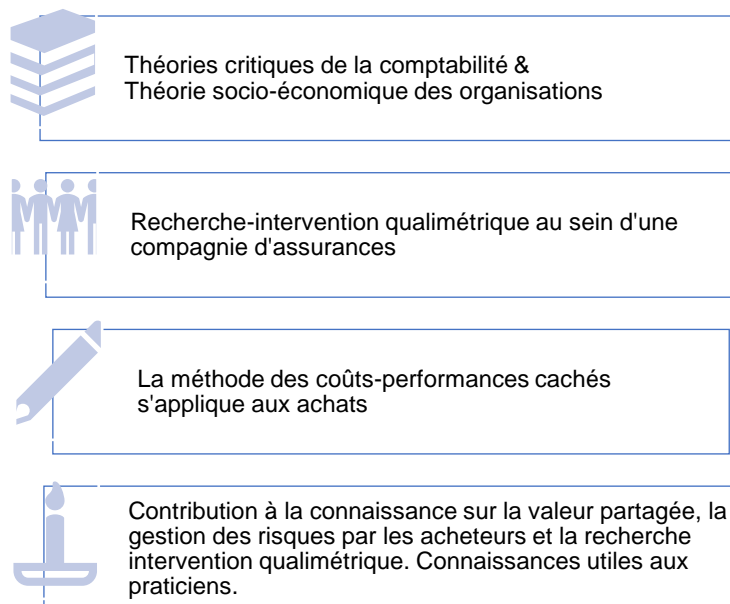 Théories critiques de la comptabilité &
Théorie socio-économique des organisations
Recherche-intervention qualimétrique au sein d'une
compagnie d'assurances
La méthode des coûts-performances cachés
s'applique aux achats
Contribution à la connaissance sur la valeur partagée, la
gestion des risques par les acheteurs et la recherche
intervention qualimétrique. Connaissances utiles aux
praticiens.